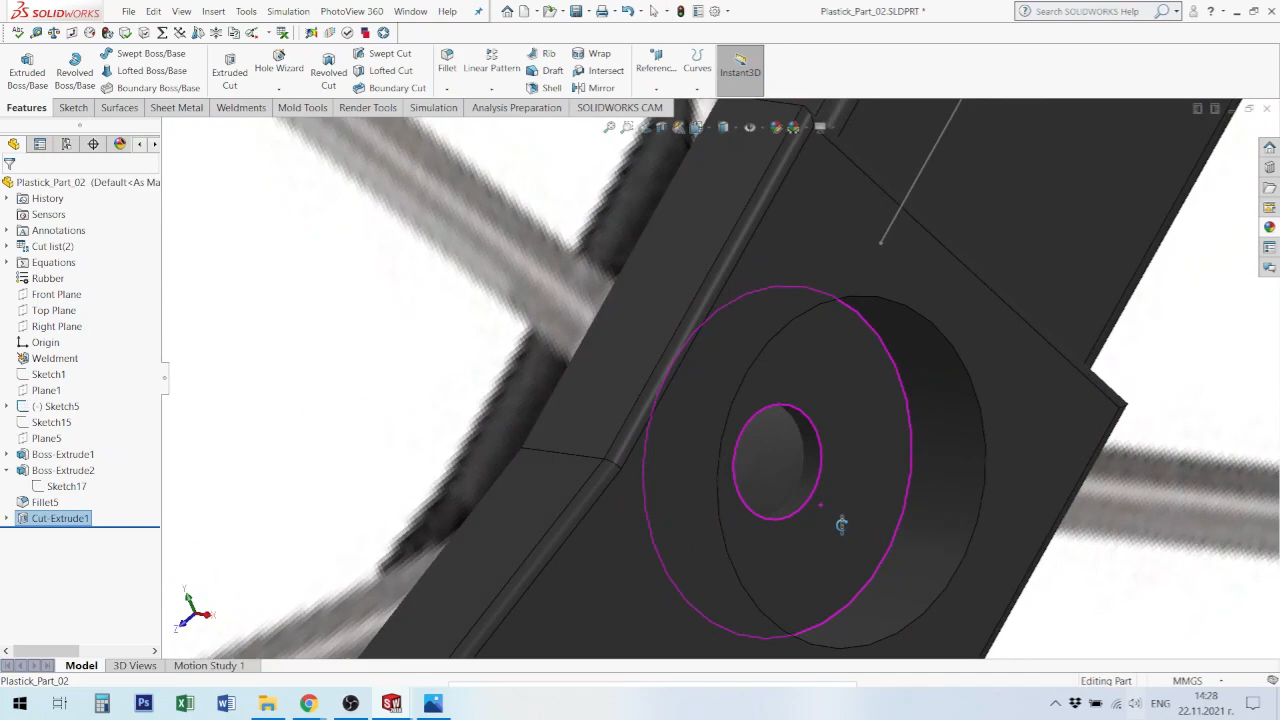 SOLIDWORKS File Edit View Insert Tools Simulation PhotoView 360 Window Help Plastick_Part_02.SLDPRT * Search SOLIDWORKS Help
Extruded Boss/Base
Revolved Boss/Base
Swept Boss/Base
Lofted Boss/Base
Boundary Boss/Base
Extruded Cut
Hole Wizard
Revolved Cut
Swept Cut
Lofted Cut
Boundary Cut
Fillet
Linear Pattern
Rib
Draft
Shell
Wrap
Intersect
Mirror
Referenc...
Curves
Instant3D
Features Sketch Surfaces Sheet Metal Weldments Mold Tools Render Tools Simulation Analysis Preparation SOLIDWORKS CAM
Plastick_Part_02 (Default<As Ma
History
Sensors
Annotations
Cut list(2)
Equations
Rubber
Front Plane
Top Plane
Right Plane
Origin
Weldment
Sketch1
Plane1
(-) Sketch5
Sketch15
Plane5
Boss-Extrude1
Boss-Extrude2
Sketch17
Fillet5
Cut-Extrude1
Y
X
Z
Model 3D Views Motion Study 1
Plastick_Part_02 Editing Part MMGS
ENG 14:28
22.11.2021 г.